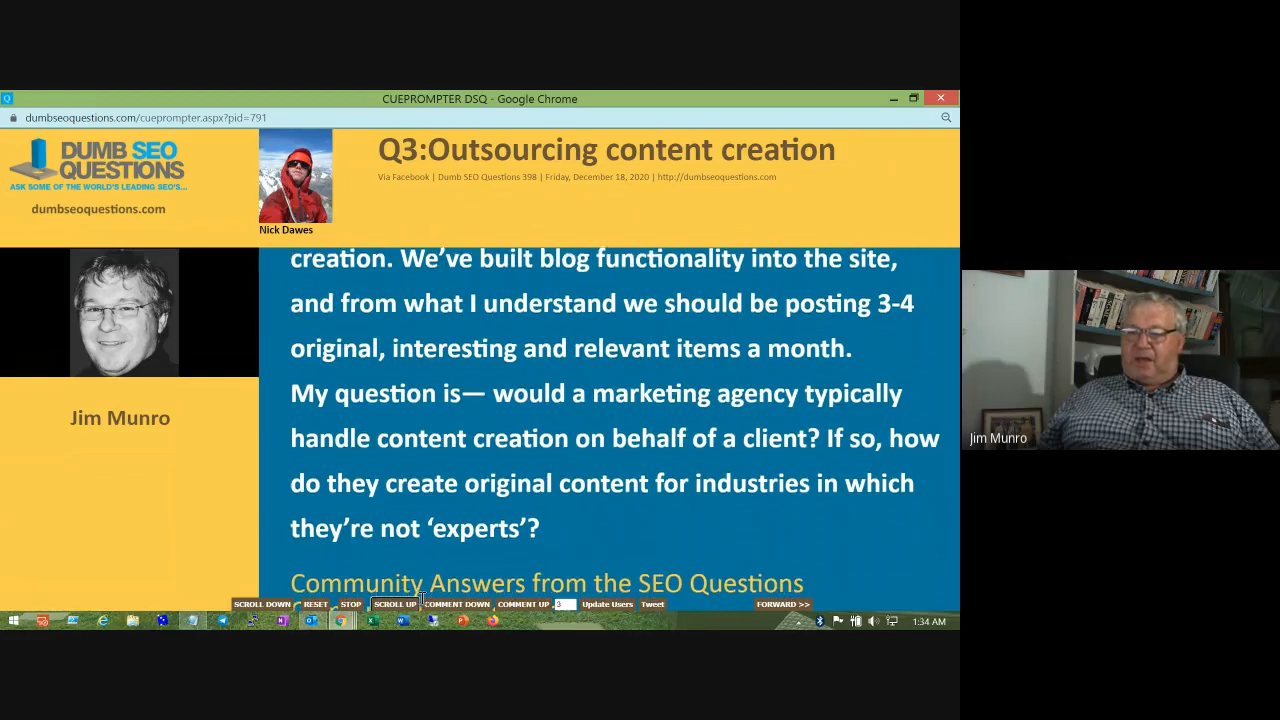 CUEPROMPTER DSQ - Google Chrome
dumbseoquestions.com/cueprompter.aspx?pid=791
DUMB SEO
QUESTIONS
ASK SOME OF THE WORLD'S LEADING SEO'S...
dumbseoquestions.com
Nick Dawes
Q3:Outsourcing content creation
Via Facebook | Dumb SEO Questions 398 | Friday, December 18, 2020 | http://dumbseoquestions.com
Jim Munro
creation. We’ve built blog functionality into the site,
and from what I understand we should be posting 3-4
original, interesting and relevant items a month.
My question is— would a marketing agency typically
handle content creation on behalf of a client? If so, how
do they create original content for industries in which
they’re not ‘experts’?
Community Answers from the SEO Questions
SCROLL DOWN RESET STOP SCROLL UP COMMENT DOWN COMMENT UP 3 Update Users Tweet FORWARD >>
1:34 AM
Jim Munro